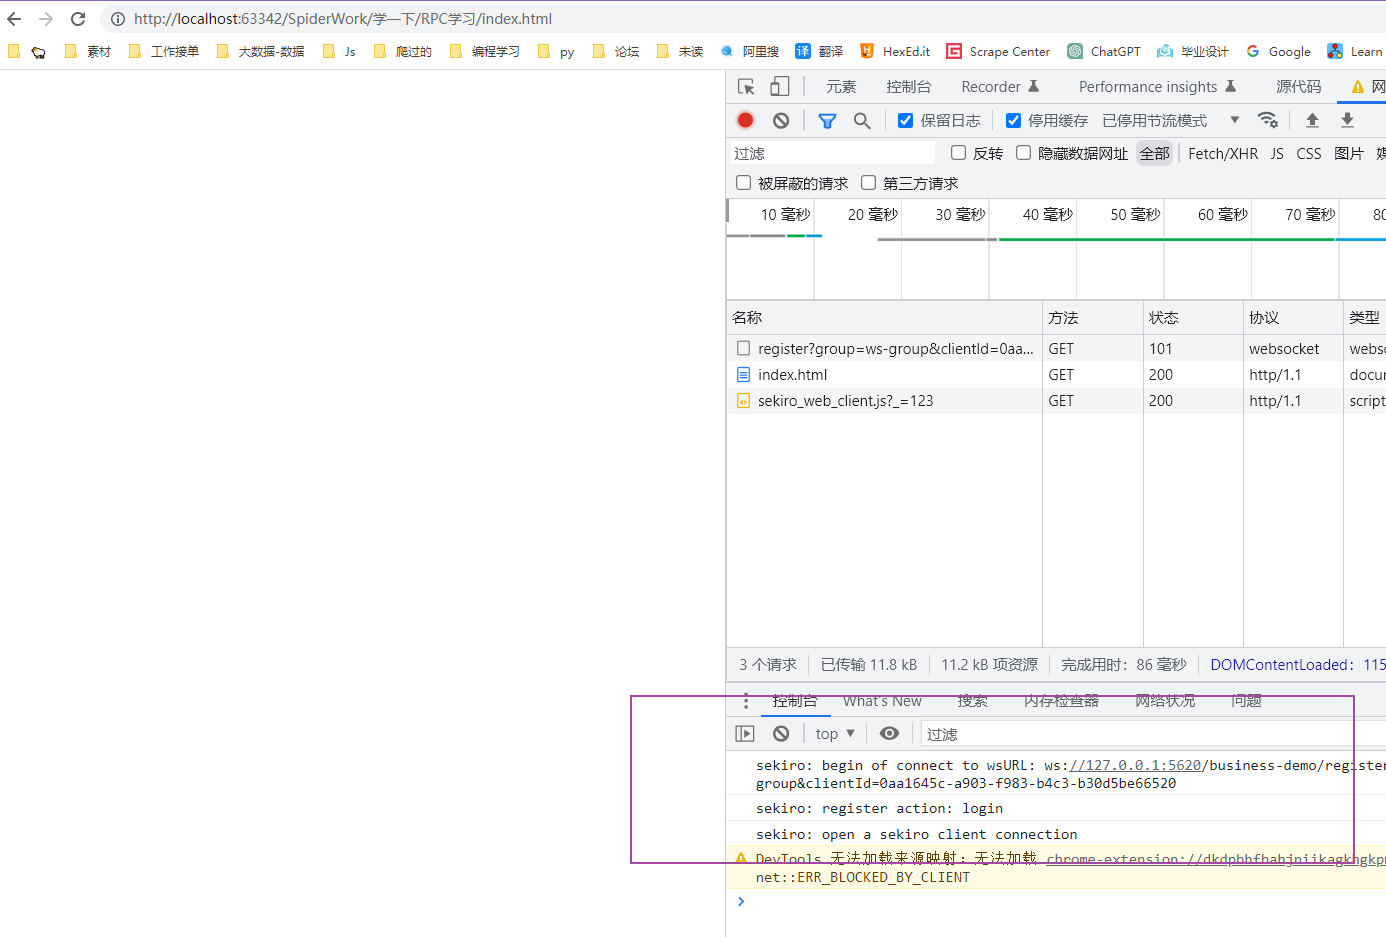 http://localhost:63342/SpiderWork/学一下/RPC学习/index.html
素材 工作接单 大数据-数据 Js 爬过的 编程学习 py 论坛 未读 阿里搜 译 翻译 HexEd.it Scrape Center ChatGPT 毕业设计 Google Learn
元素 控制台 Recorder Performance insights 源代码 网
保留日志 停用缓存 已停用节流模式
过滤 反转 隐藏数据网址 全部 Fetch/XHR JS CSS 图片 媒
被屏蔽的请求 第三方请求
10 毫秒 20 毫秒 30 毫秒 40 毫秒 50 毫秒 60 毫秒 70 毫秒 80
名称 方法 状态 协议 类型
register?group=ws-group&clientId=0aa... GET 101 websocket webso
index.html GET 200 http/1.1 docu
sekiro_web_client.js?_=123 GET 200 http/1.1 script
3 个请求 已传输 11.8 kB 11.2 kB 项资源 完成用时：86 毫秒 DOMContentLoaded：115
控制台 What's New 搜索 内存检查器 网络状况 问题
top 过滤
sekiro: begin of connect to wsURL: ws://127.0.0.1:5620/business-demo/register
group&clientId=0aa1645c-a903-f983-b4c3-b30d5be66520
sekiro: register action: login
sekiro: open a sekiro client connection
DevTools 无法加载来源映射：无法加载
net::ERR_BLOCKED_BY_CLIENT